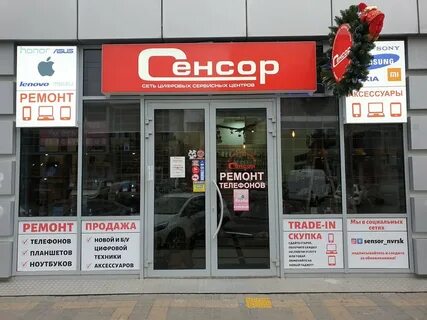 honor ASUS
lenovo
РЕМОНТ
Сенсор
СЕТЬ ЦИФРОВЫХ СЕРВИСНЫХ ЦЕНТРОВ
SONY
SAMSUNG
NOKIA
mi
АКСЕССУАРЫ
Сенсор
РЕМОНТ
ТЕЛЕФОНОВ
РЕМОНТ
ТЕЛЕФОНОВ
ПЛАНШЕТОВ
НОУТБУКОВ
ПРОДАЖА
НОВОЙ И Б/У
ЦИФРОВОЙ
ТЕХНИКИ
АКСЕССУАРОВ
TRADE-IN
СКУПКА
Мы в социальных
сетях
sensor_nvrsk